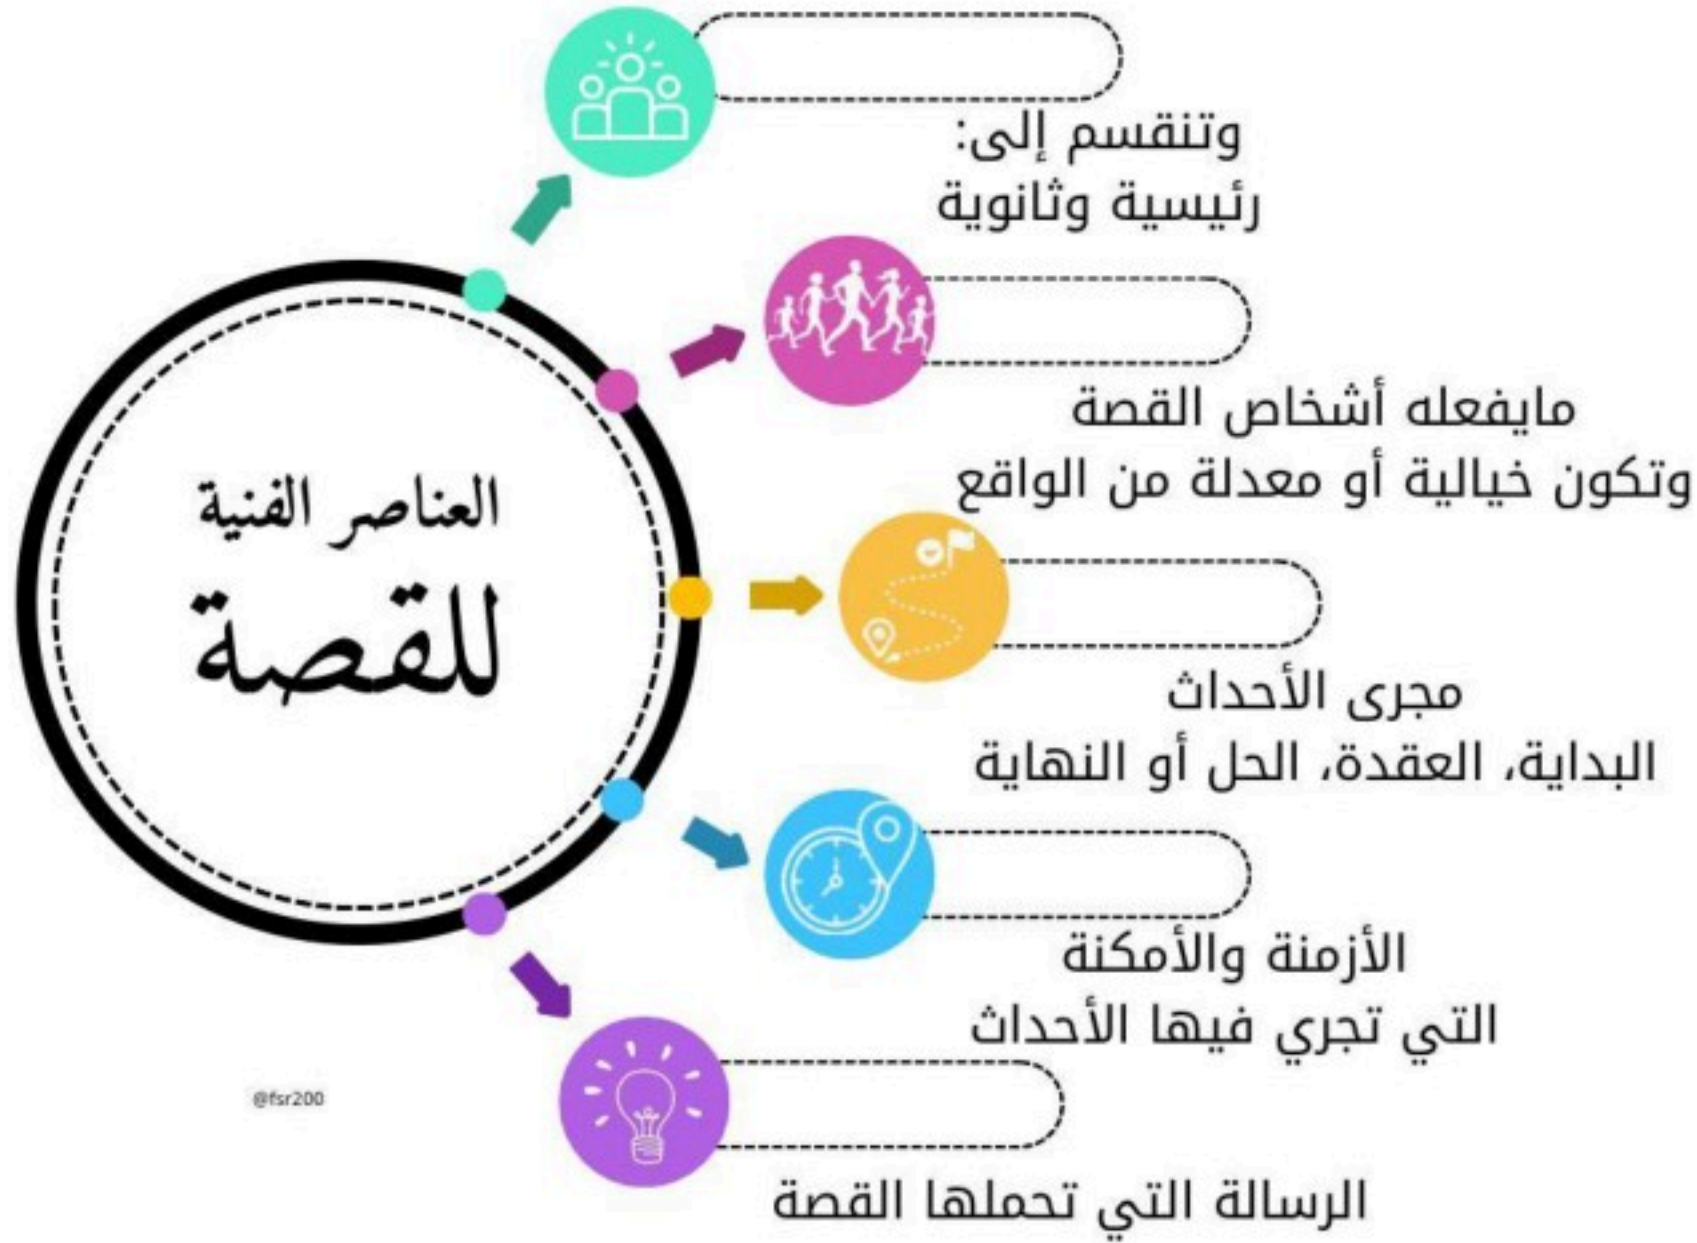 العناصر الفنية
للقصة
وتنقسم إلى:
رئيسية وثانوية
مايفعله أشخاص القصة
وتكون خيالية أو معدلة من الواقع
مجرى الأحداث
البداية، العقدة، الحل أو النهاية
الأزمنة والأمكنة
التي تجري فيها الأحداث
الرسالة التي تحملها القصة
@fsr200